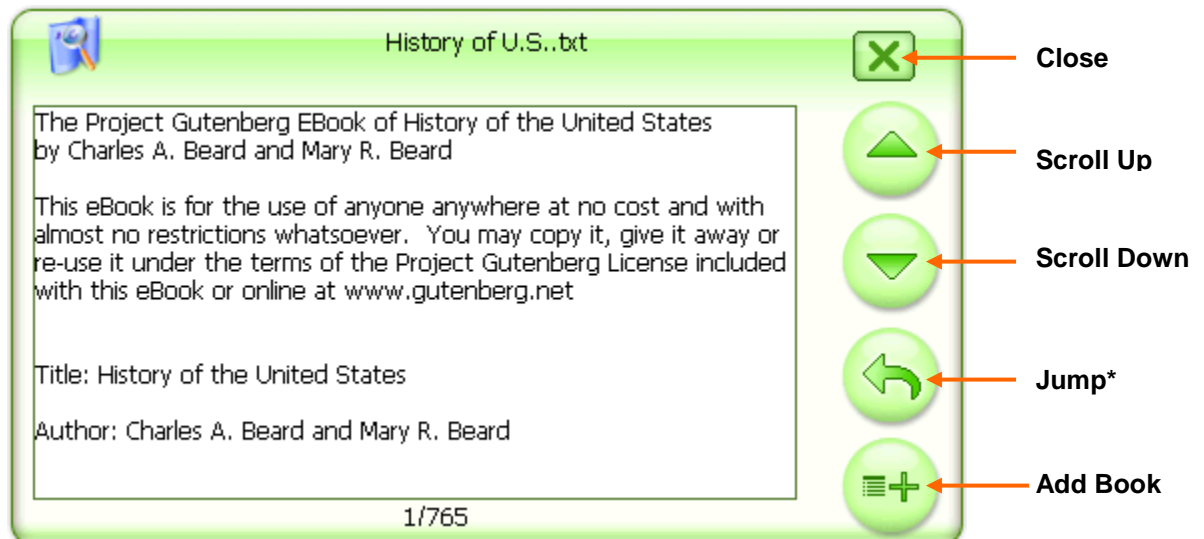 History of U.S..txt
Close
The Project Gutenberg EBook of History of the United States
by Charles A. Beard and Mary R. Beard
Scroll Up
This eBook is for the use of anyone anywhere at no cost and with
almost no restrictions whatsoever.  You may copy it, give it away or
re-use it under the terms of the Project Gutenberg License included
with this eBook or online at www.gutenberg.net
Scroll Down
Title: History of the United States
Jump*
Author: Charles A. Beard and Mary R. Beard
Add Book
1/765